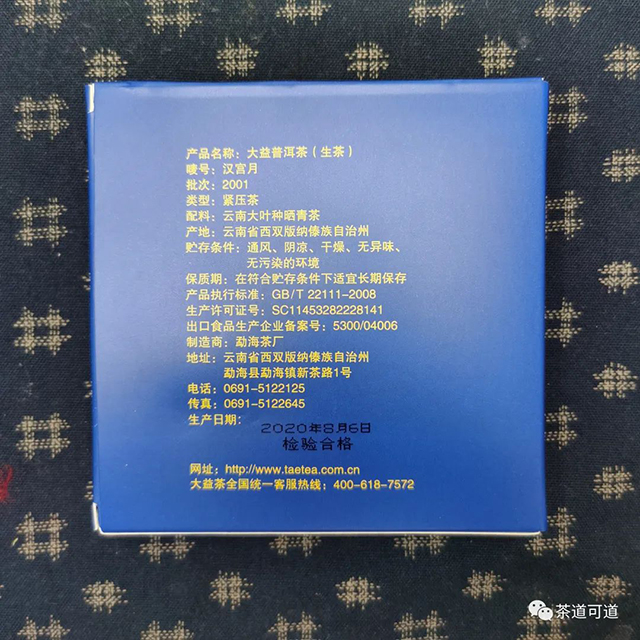 产品名称：大益普洱茶（生茶）
唛号：汉宫月
批次：2001
类型：紧压茶
配料：云南大叶种晒青茶
产地：云南省西双版纳傣族自治州
贮存条件：通风、阴凉、干燥、无异味、
无污染的环境
保质期：在符合贮存条件下适宜长期保存
产品执行标准：GB/T 22111-2008
生产许可证号：SC11453282228141
出口食品生产企业备案号：5300/04006
制造商：勐海茶厂
地址：云南省西双版纳傣族自治州
勐海县勐海镇新茶路1号
电话：0691-5122125
传真：0691-5122645
生产日期：
2020年8月6日
检验合格
网址：http://www.taetea.com.cn
大益茶全国统一客服热线：400-618-7572
茶道可道